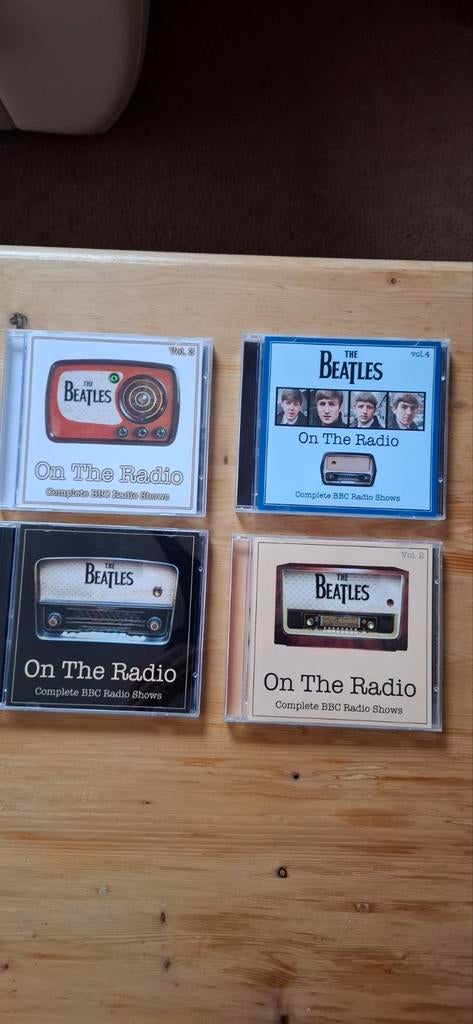 Vol. 3
THE
BEATLES
On The Radio
Complete BBC Radio Shows
vol.4
THE
BEATLES
On The Radio
Complete BBC Radio Shows
THE
BEATLES
On The Radio
Complete BBC Radio Shows
Vol. 2
THE
BEATLES
On The Radio
Complete BBC Radio Shows